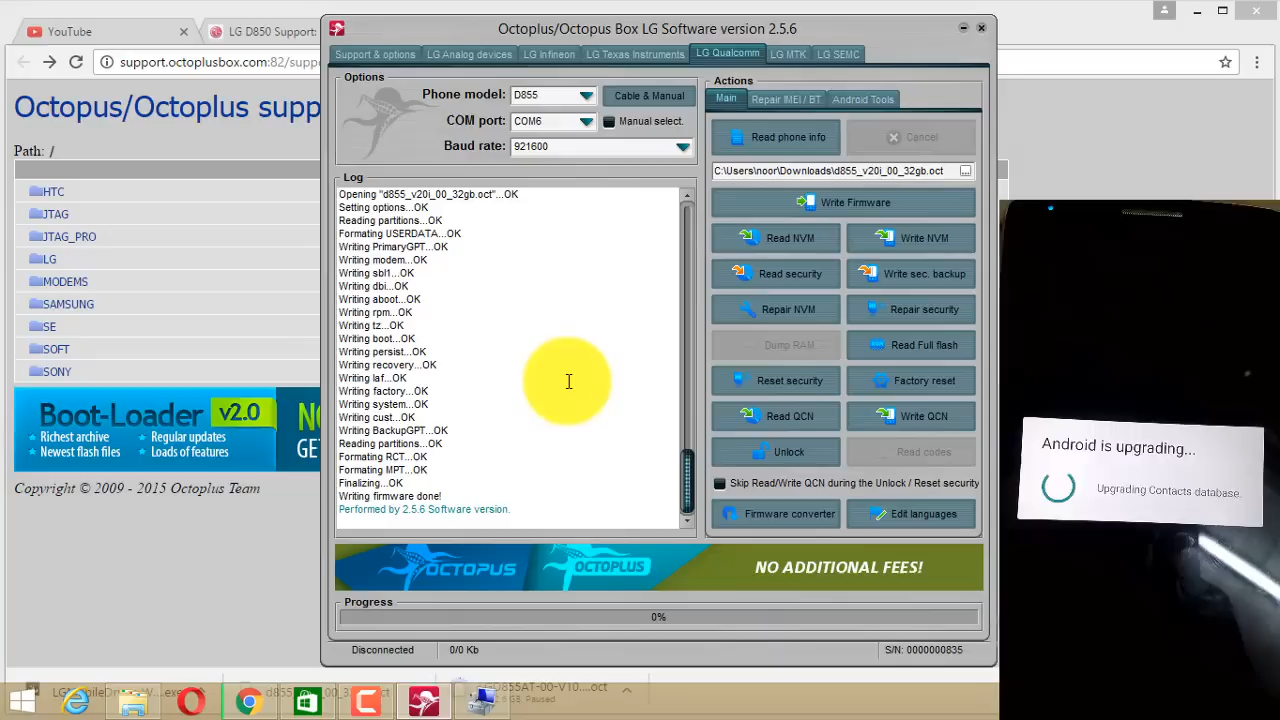 YouTube
LG D850 Support:
support.octoplusbox.com:82/supp
Octopus/Octoplus supp
Path: /
HTC
JTAG
JTAG_PRO
LG
MODEMS
SAMSUNG
SE
SOFT
SONY
Boot-Loader v2.0
Richest archive
Regular updates
Newest flash files
Loads of features
GET
Copyright © 2009 - 2015 Octoplus Team
Octoplus/Octopus Box LG Software version 2.5.6
Support & options
LG Analog devices
LG Infineon
LG Texas Instruments
LG Qualcomm
LG MTK
LG SEMC
Options
Phone model: D855
Cable & Manual
COM port: COM6
Manual select.
Baud rate: 921600
Log
Opening "d855_v20i_00_32gb.oct"...OK
Setting options...OK
Reading partitions...OK
Formating USERDATA...OK
Writing PrimaryGPT...OK
Writing modem...OK
Writing sbl1...OK
Writing dbi...OK
Writing aboot...OK
Writing rpm...OK
Writing tz...OK
Writing boot...OK
Writing persist...OK
Writing recovery...OK
Writing laf...OK
Writing factory...OK
Writing system...OK
Writing cust...OK
Writing BackupGPT...OK
Reading partitions...OK
Formating RCT...OK
Formating MPT...OK
Finalizing...OK
Writing firmware done!
Performed by 2.5.6 Software version.
Actions
Main
Repair IMEI / BT
Android Tools
Read phone info
Cancel
C:\Users\noor\Downloads\d855_v20i_00_32gb.oct
...
Write Firmware
Read NVM
Write NVM
Read security
Write sec. backup
Repair NVM
Repair security
Dump RAM
Read Full flash
Reset security
Factory reset
Read QCN
Write QCN
Unlock
Read codes
Skip Read/Write QCN during the Unlock / Reset security
Firmware converter
Edit languages
OCTOPUS
OCTOPLUS
NO ADDITIONAL FEES!
Progress
0%
Disconnected
0/0 Kb
S/N: 0000000835
Paused
Android is upgrading...
Upgrading Contacts database.